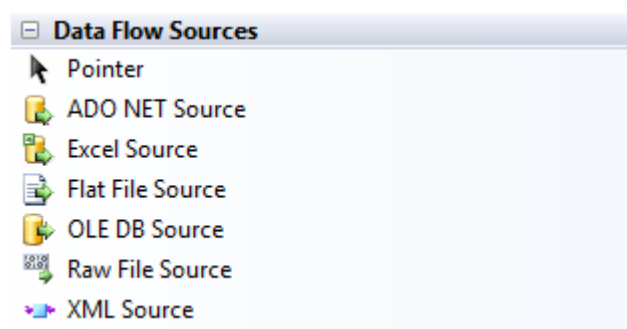 Data Flow Sources
Pointer
ADO NET Source
Excel Source
Flat File Source
OLE DB Source
Raw File Source
XML Source